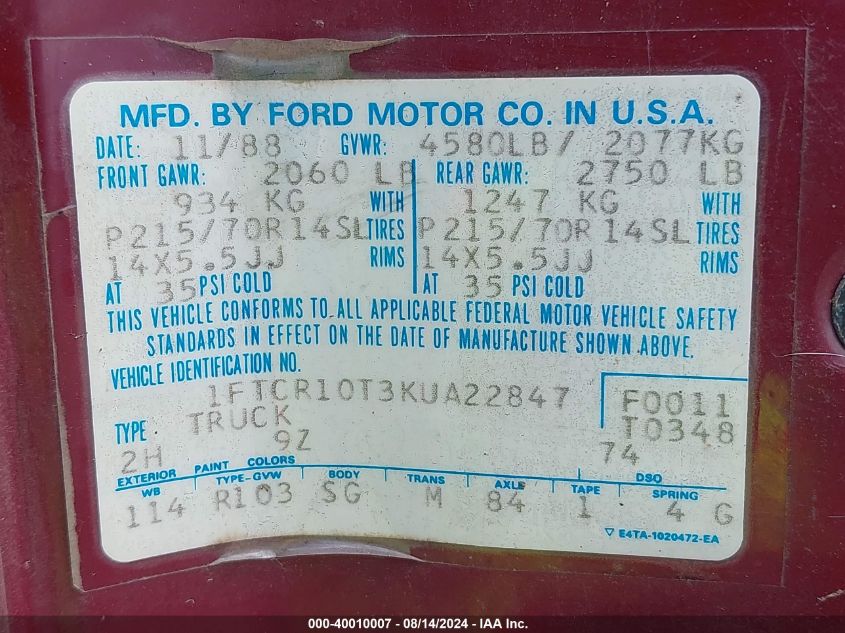 MFD. BY FORD MOTOR CO. IN U.S.A.
DATE: 11/88 GVWR: 4580LB/ 2077KG
FRONT GAWR: 2060 LB REAR GAWR: 2750 LB
934 KG WITH 1247 KG WITH
P215/70R14SL TIRES P215/70R14SL TIRES
14X5.5JJ RIMS 14X5.5JJ RIMS
AT 35 PSI COLD AT 35 PSI COLD
THIS VEHICLE CONFORMS TO ALL APPLICABLE FEDERAL MOTOR VEHICLE SAFETY
STANDARDS IN EFFECT ON THE DATE OF MANUFACTURE SHOWN ABOVE.
VEHICLE IDENTIFICATION NO.
1FTCR10T3KUA22847 F0011
TYPE TRUCK T0348
2H 9Z 74
EXTERIOR PAINT COLORS DSO
WB TYPE-GVW BODY TRANS AXLE TAPE SPRING
114 R103 SG M 84 1 4 G
▽ E4TA-1020472-EA
000-40010007 - 08/14/2024 - IAA Inc.